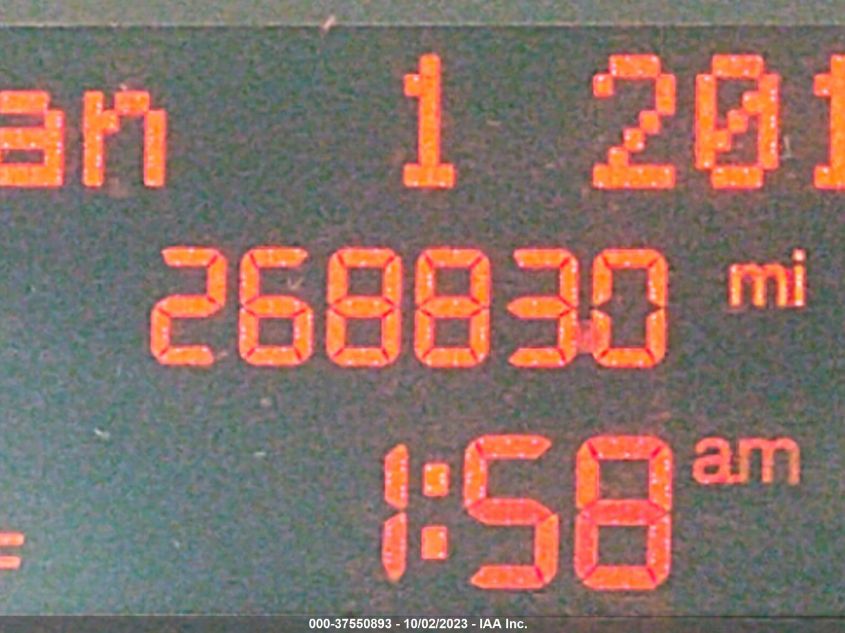 an 1 201
268830 mi
1:58 am
000-37550893 - 10/02/2023 - IAA Inc.